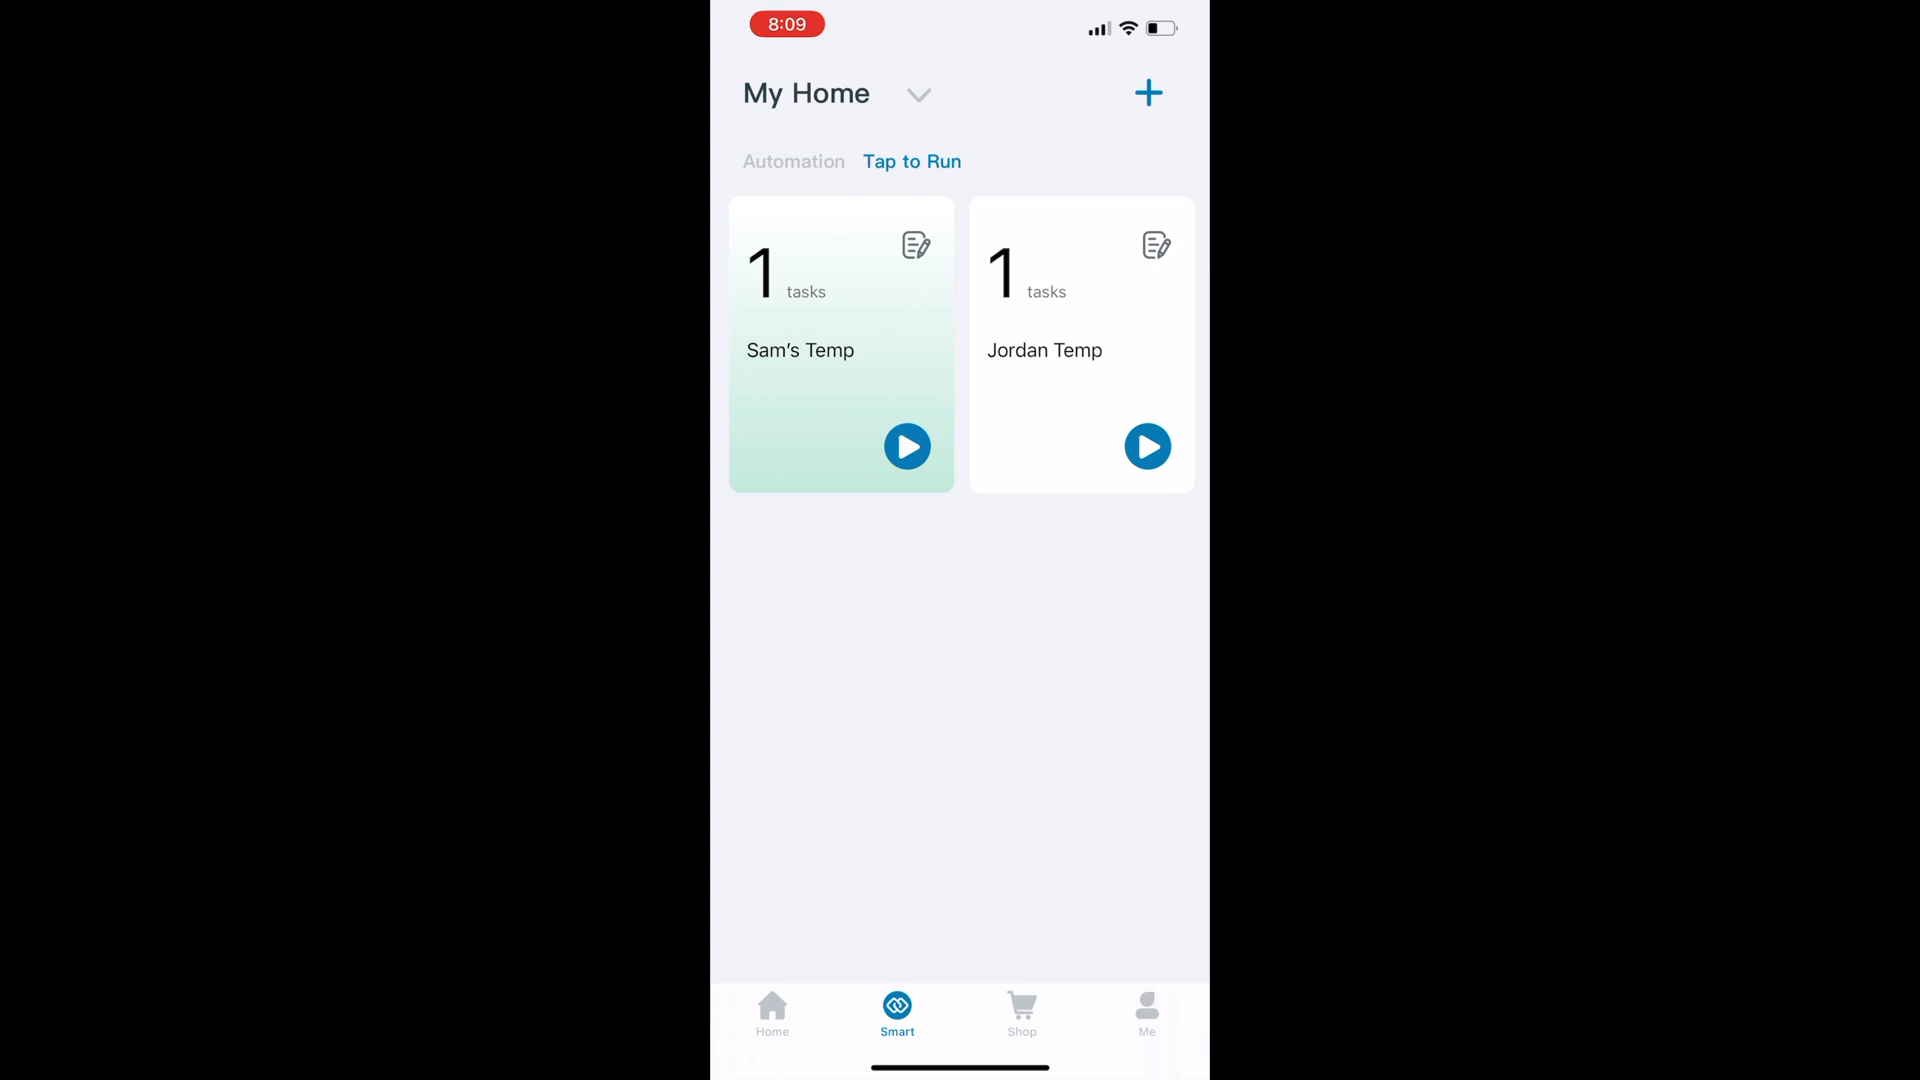 8:09
My Home
Automation Tap to Run
1 tasks
Sam's Temp
1 tasks
Jordan Temp
Home
Smart
Shop
Me